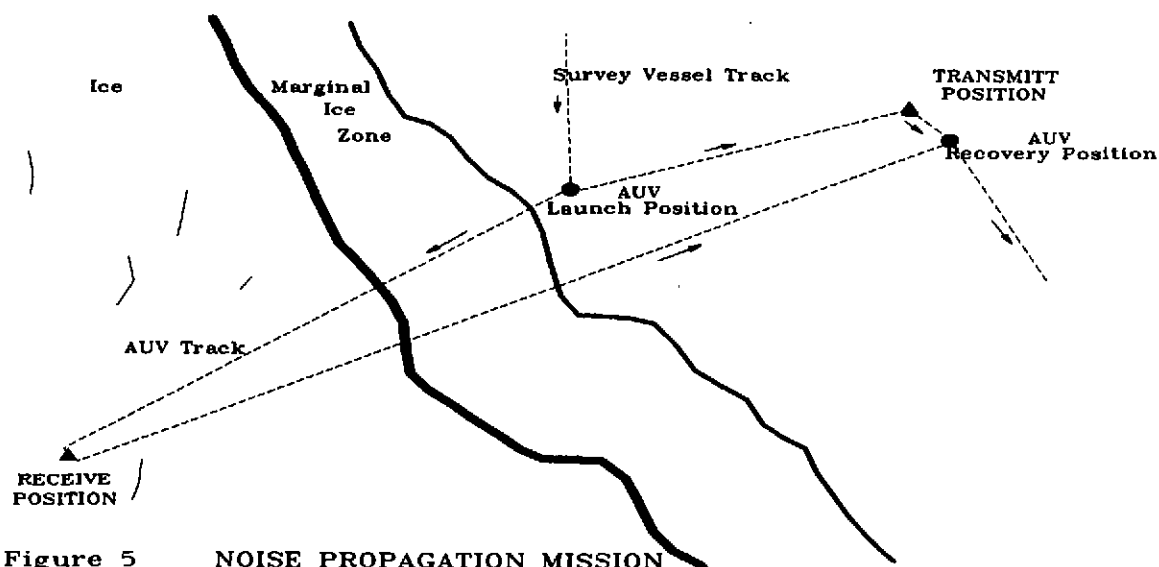 Ice
Marginal
Ice
Zone
Survey Vessel Track
TRANSMITT
POSITION
AUV
Recovery Position
AUV
Launch Position
AUV Track
RECEIVE
POSITION
Figure 5 NOISE PROPAGATION MISSION